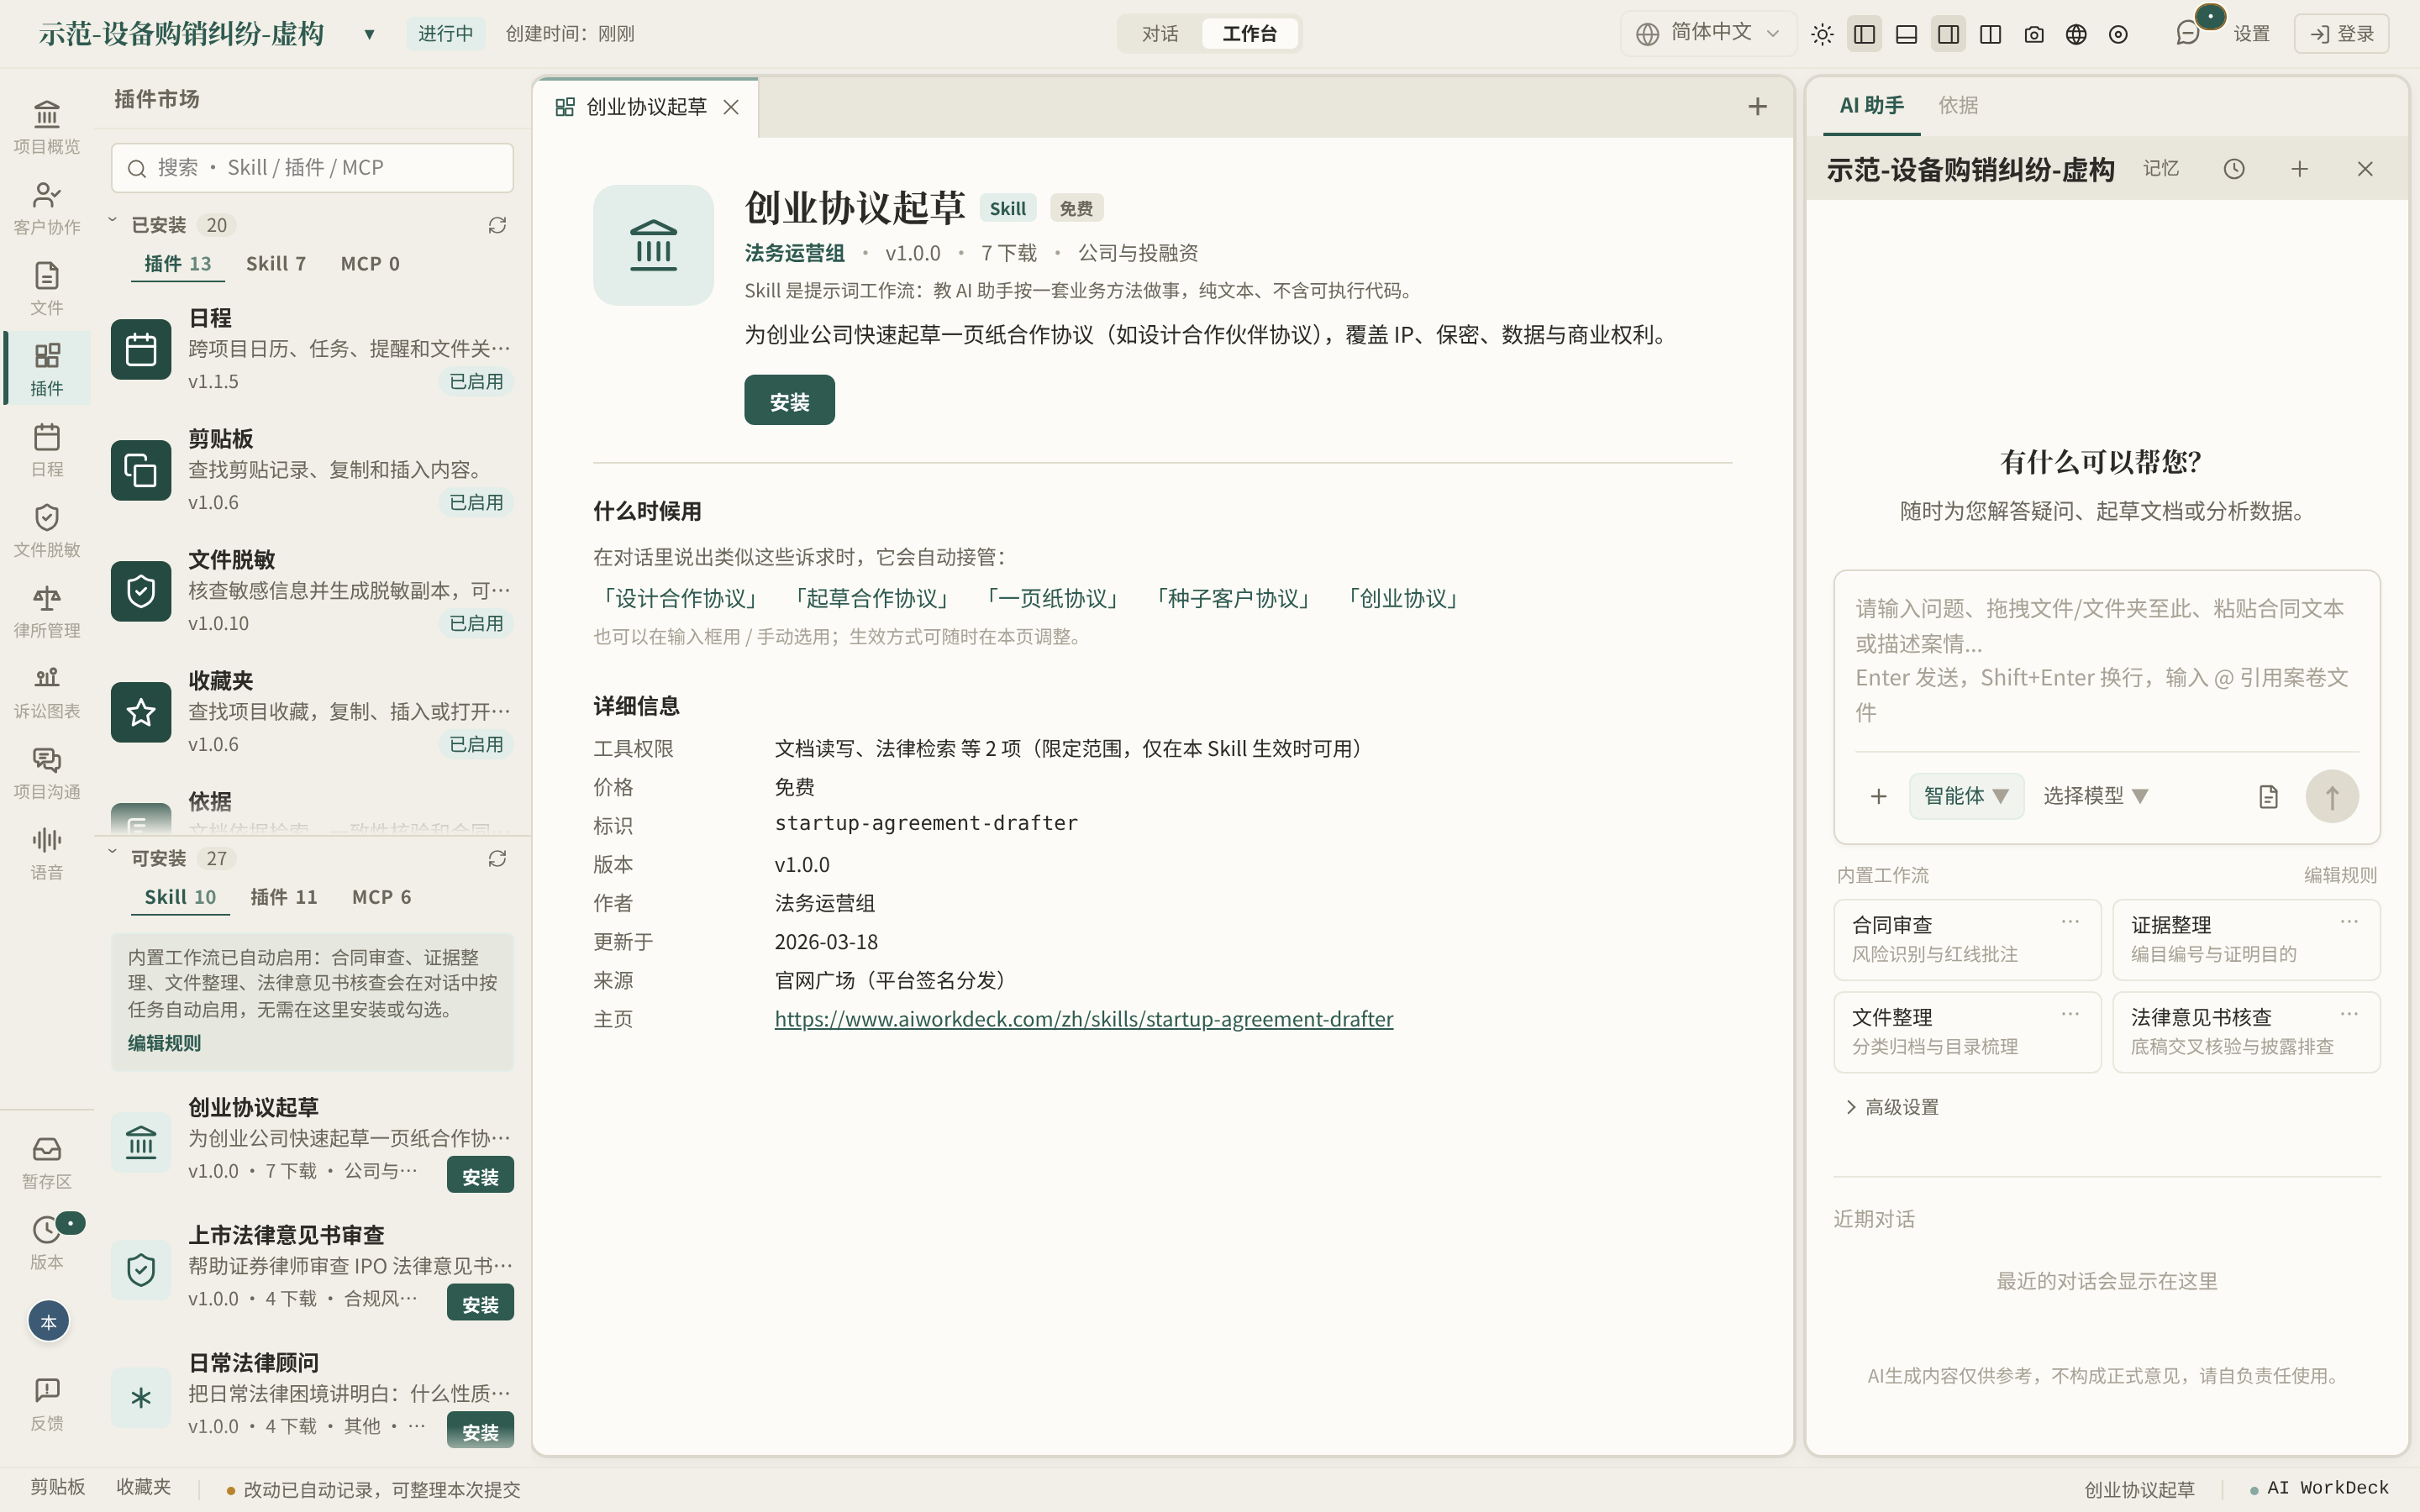 示范-设备购销纠纷-虚构 ▼ 进行中 创建时间：刚刚
对话 工作台
简体中文 设置 登录
项目概览
客户协作
文件
插件
日程
文件脱敏
律所管理
诉讼图表
项目沟通
语音
暂存区
版本
本
反馈
插件市场
搜索 · Skill / 插件 / MCP
已安装 20
插件 13 Skill 7 MCP 0
日程
跨项目日历、任务、提醒和文件关…
v1.1.5 已启用
剪贴板
查找剪贴记录、复制和插入内容。
v1.0.6 已启用
文件脱敏
核查敏感信息并生成脱敏副本，可…
v1.0.10 已启用
收藏夹
查找项目收藏，复制、插入或打开…
v1.0.6 已启用
依据
可安装 27
Skill 10 插件 11 MCP 6
内置工作流已自动启用：合同审查、证据整
理、文件整理、法律意见书核查会在对话中按
任务自动启用，无需在这里安装或勾选。
编辑规则
创业协议起草
为创业公司快速起草一页纸合作协…
v1.0.0 · 7 下载 · 公司与… 安装
上市法律意见书审查
帮助证券律师审查 IPO 法律意见书…
v1.0.0 · 4 下载 · 合规风… 安装
日常法律顾问
把日常法律困境讲明白：什么性质…
v1.0.0 · 4 下载 · 其他 · … 安装
创业协议起草
创业协议起草 Skill 免费
法务运营组 · v1.0.0 · 7 下载 · 公司与投融资
Skill 是提示词工作流：教 AI 助手按一套业务方法做事，纯文本、不含可执行代码。
为创业公司快速起草一页纸合作协议（如设计合作伙伴协议），覆盖 IP、保密、数据与商业权利。
安装
什么时候用
在对话里说出类似这些诉求时，它会自动接管：
「设计合作协议」 「起草合作协议」 「一页纸协议」 「种子客户协议」 「创业协议」
也可以在输入框用 / 手动选用；生效方式可随时在本页调整。
详细信息
工具权限 文档读写、法律检索 等 2 项（限定范围，仅在本 Skill 生效时可用）
价格 免费
标识 startup-agreement-drafter
版本 v1.0.0
作者 法务运营组
更新于 2026-03-18
来源 官网广场（平台签名分发）
主页 https://www.aiworkdeck.com/zh/skills/startup-agreement-drafter
AI 助手 依据
示范-设备购销纠纷-虚构 记忆
有什么可以帮您?
随时为您解答疑问、起草文档或分析数据。
请输入问题、拖拽文件/文件夹至此、粘贴合同文本
或描述案情...
Enter 发送，Shift+Enter 换行，输入 @ 引用案卷文
件
智能体 ▼ 选择模型 ▼
内置工作流 编辑规则
合同审查 …
风险识别与红线批注
证据整理 …
编目编号与证明目的
文件整理 …
分类归档与目录梳理
法律意见书核查 …
底稿交叉核验与披露排查
高级设置
近期对话
最近的对话会显示在这里
AI生成内容仅供参考，不构成正式意见，请自负责任使用。
剪贴板 收藏夹 改动已自动记录，可整理本次提交
创业协议起草 AI WorkDeck